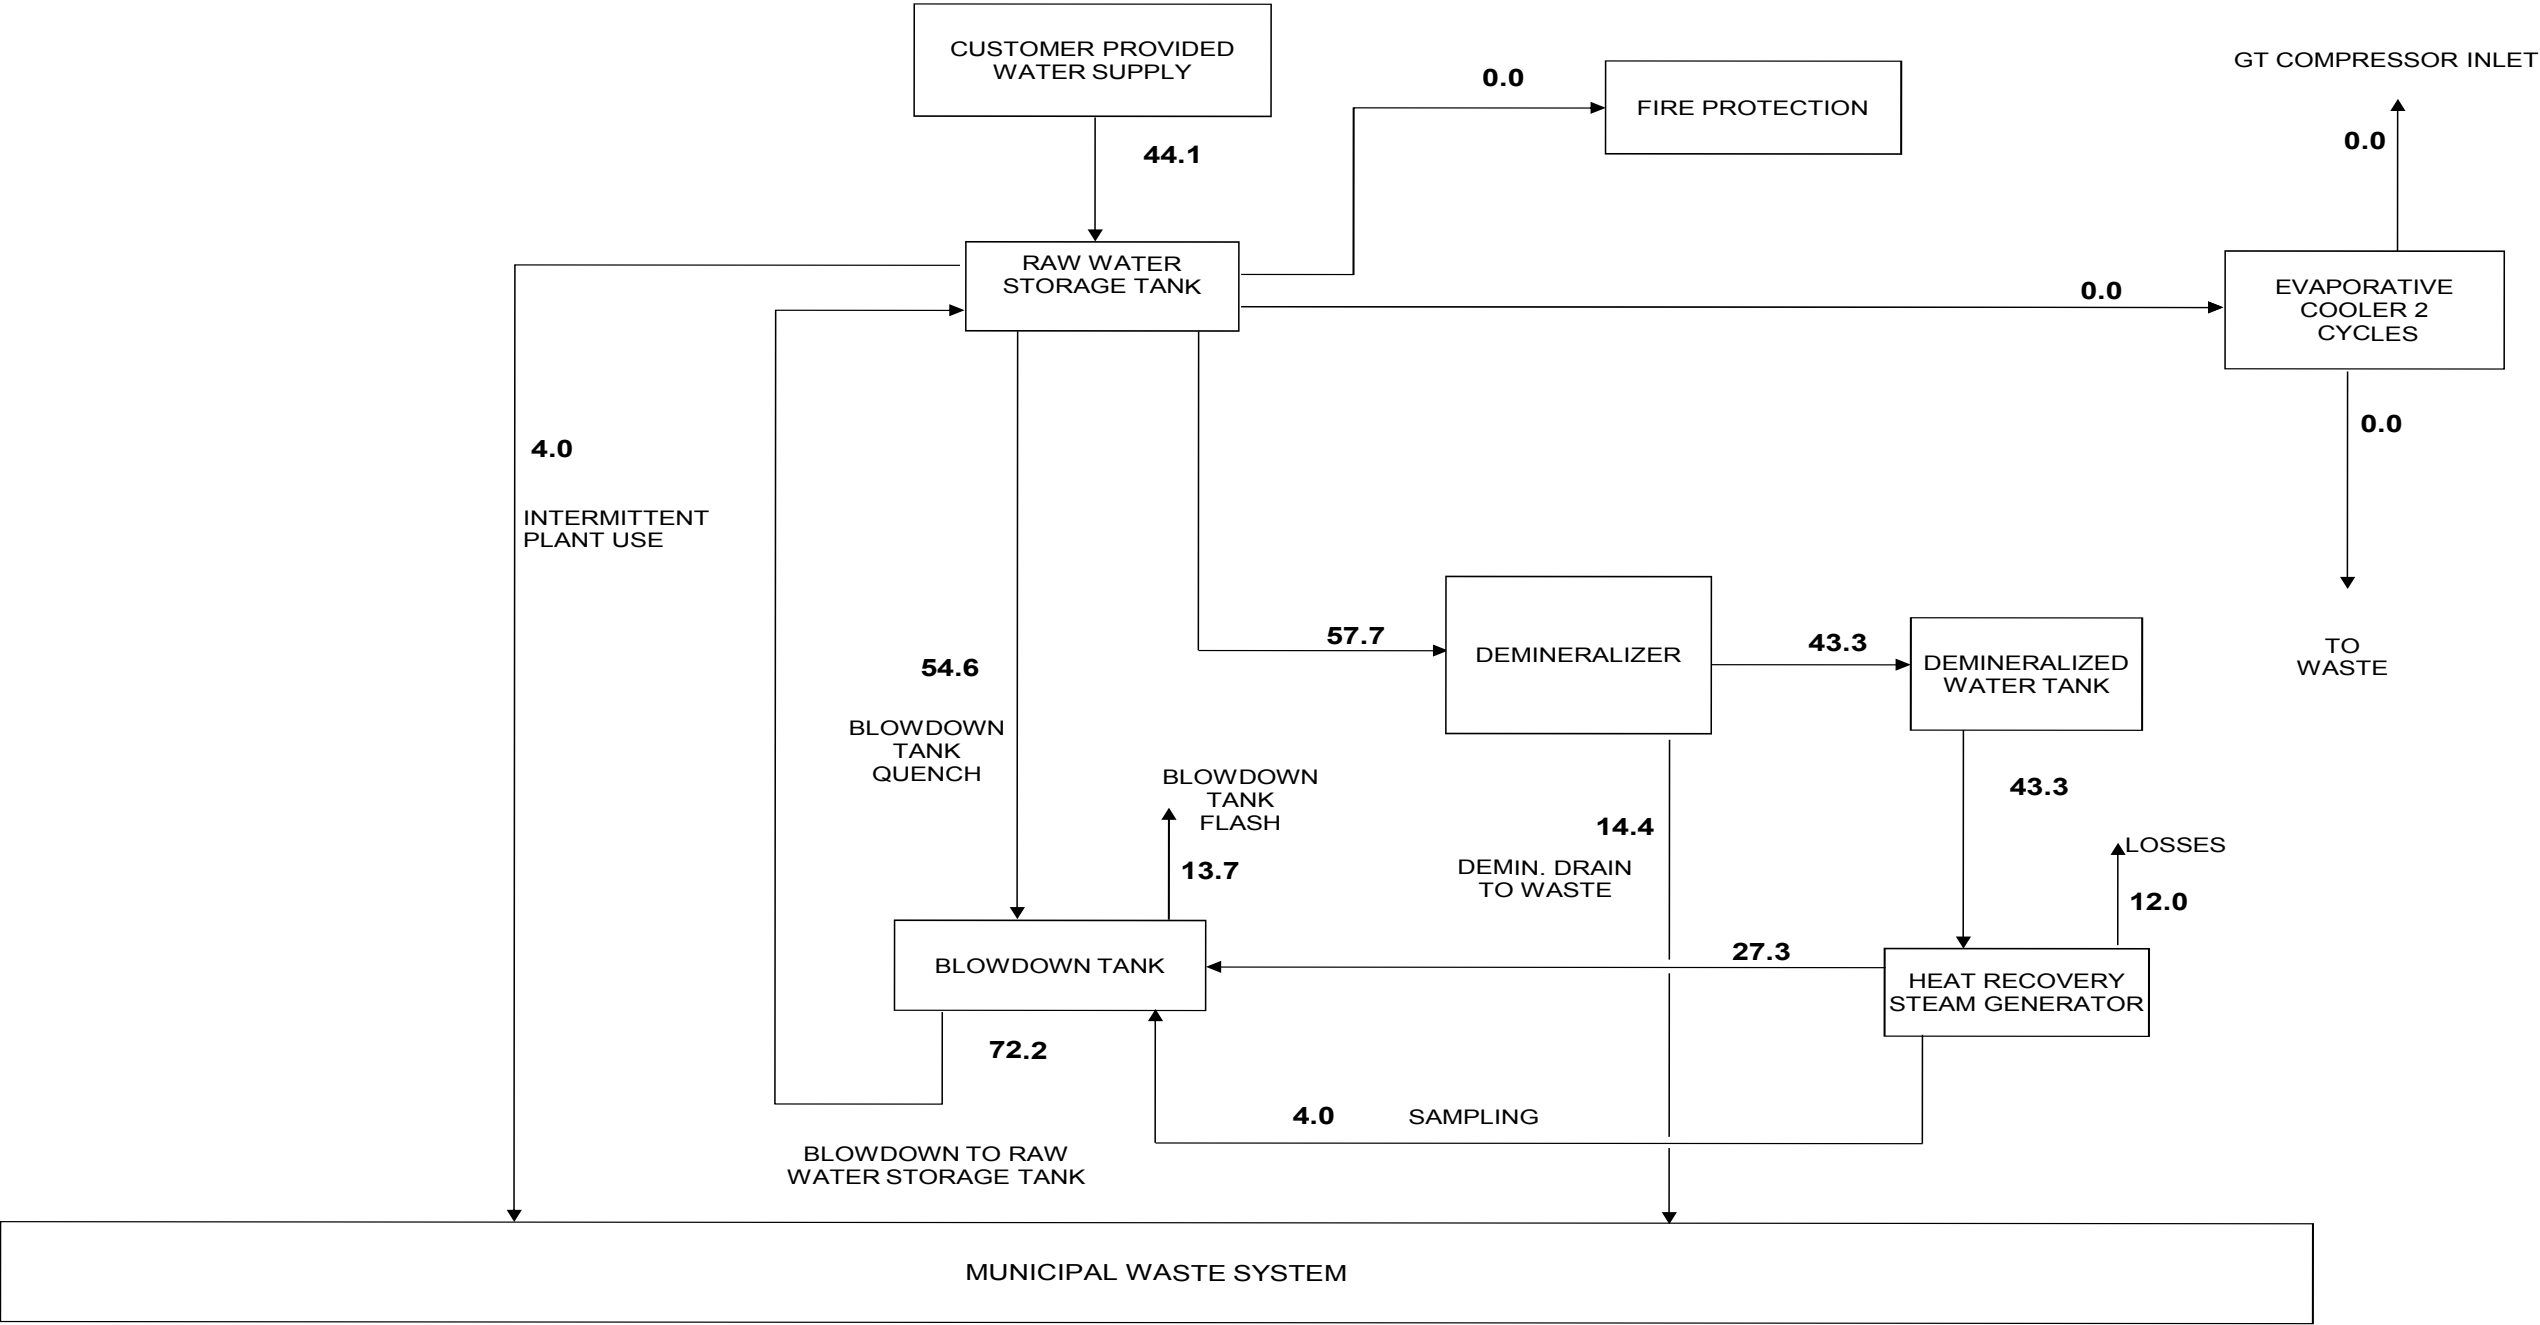 CUSTOMER PROVIDED
WATER SUPPLY
44.1
0.0
FIRE PROTECTION
GT COMPRESSOR INLET
0.0
RAW WATER
STORAGE TANK
0.0
EVAPORATIVE
COOLER 2
CYCLES
0.0
TO
WASTE
4.0
INTERMITTENT
PLANT USE
54.6
BLOWDOWN
TANK
QUENCH
57.7
DEMINERALIZER
43.3
DEMINERALIZED
WATER TANK
43.3
BLOWDOWN
TANK
FLASH
13.7
14.4
DEMIN. DRAIN
TO WASTE
LOSSES
12.0
BLOWDOWN TANK
27.3
HEAT RECOVERY
STEAM GENERATOR
72.2
4.0 SAMPLING
BLOWDOWN TO RAW
WATER STORAGE TANK
MUNICIPAL WASTE SYSTEM